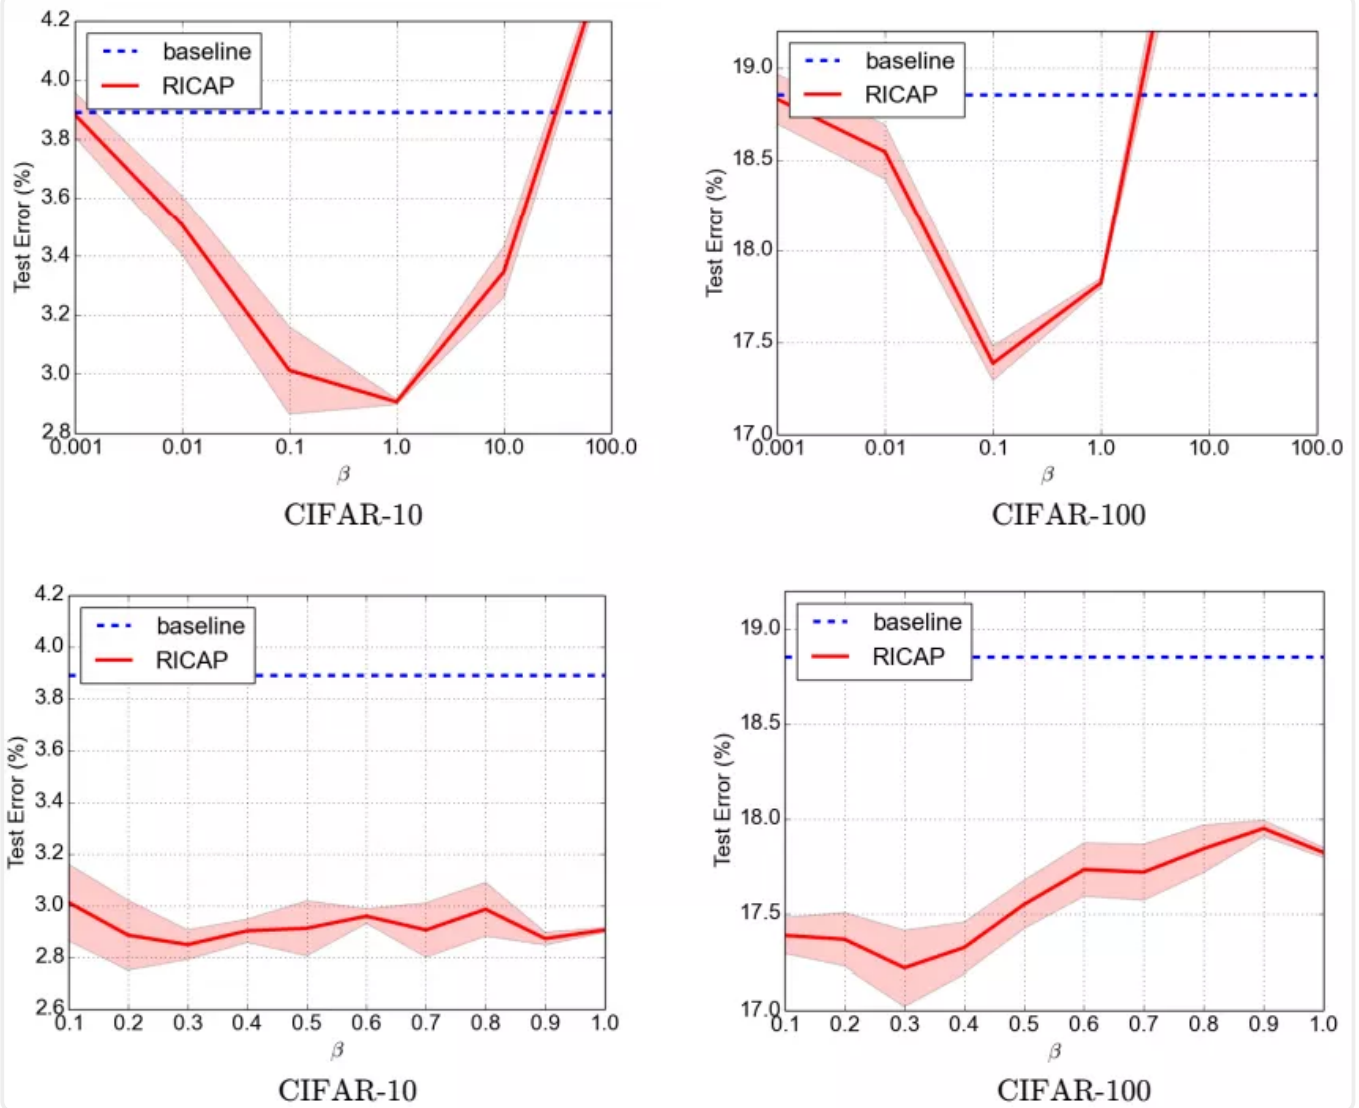 4.2
4.0
3.8
3.6
3.4
3.2
3.0
2.8
Test Error (%)
baseline
RICAP
0.001 0.01 0.1 1.0 10.0 100.0
β
CIFAR-10
19.0
18.5
18.0
17.5
17.0
Test Error (%)
baseline
RICAP
0.001 0.01 0.1 1.0 10.0 100.0
β
CIFAR-100
4.2
4.0
3.8
3.6
3.4
3.2
3.0
2.8
2.6
Test Error (%)
baseline
RICAP
0.1 0.2 0.3 0.4 0.5 0.6 0.7 0.8 0.9 1.0
β
CIFAR-10
19.0
18.5
18.0
17.5
17.0
Test Error (%)
baseline
RICAP
0.1 0.2 0.3 0.4 0.5 0.6 0.7 0.8 0.9 1.0
β
CIFAR-100